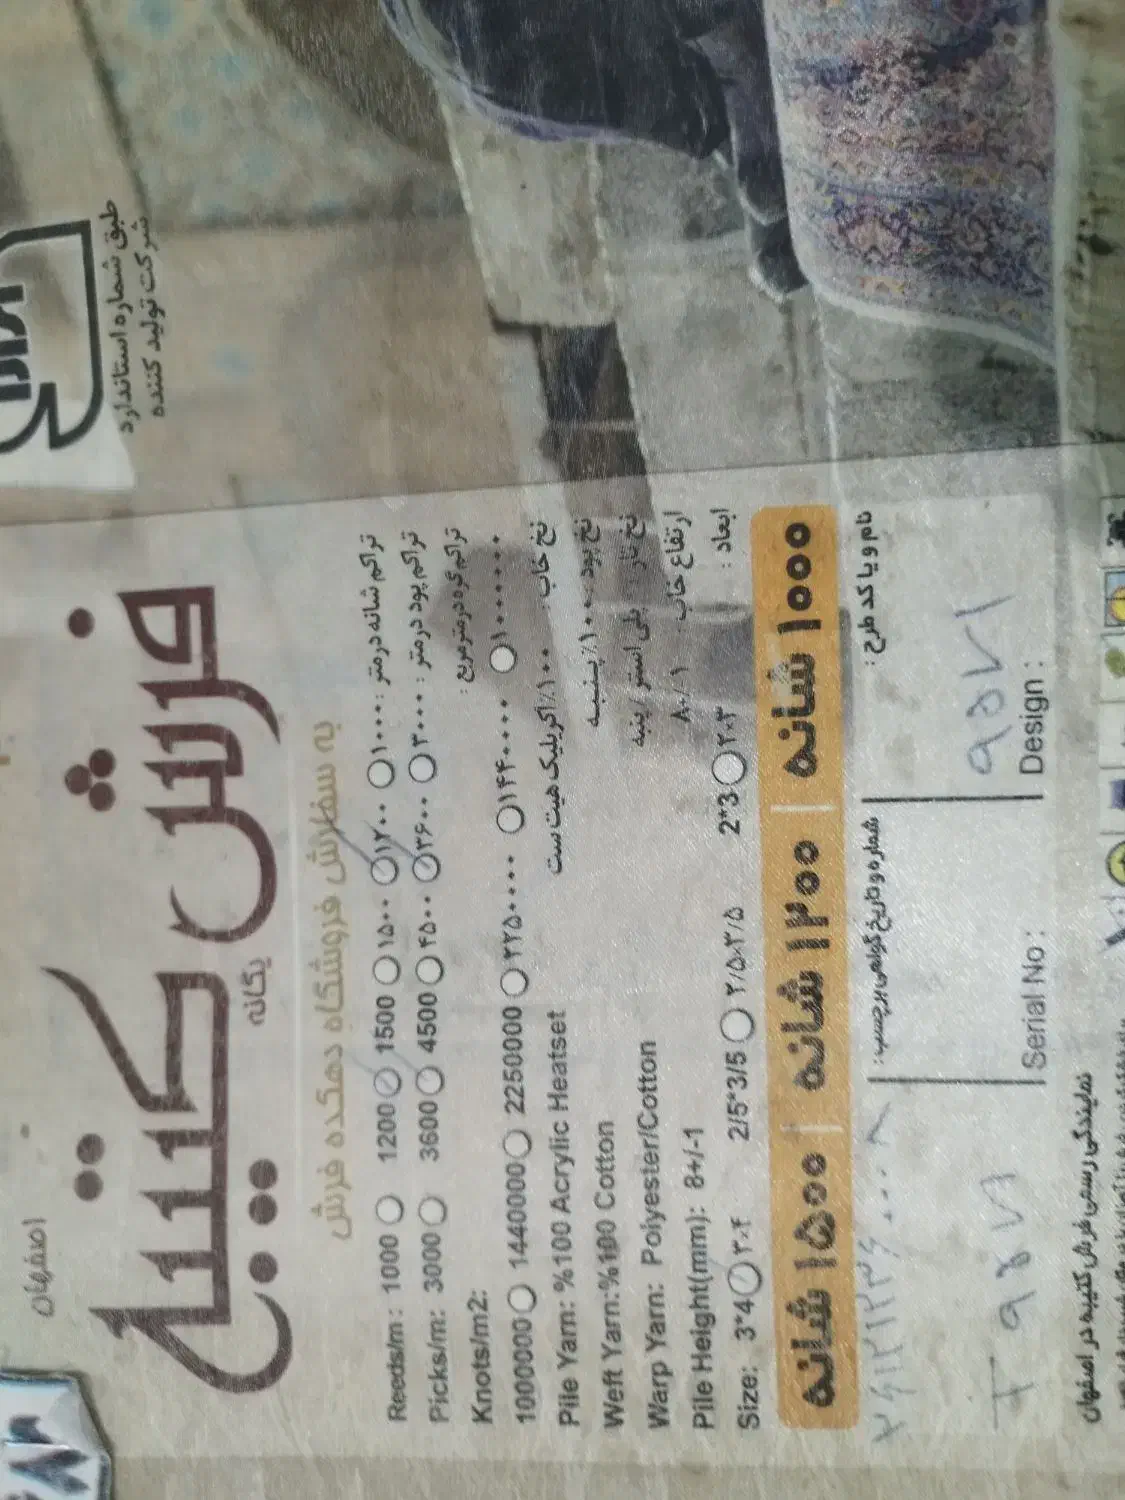 طبق شماره استاندارد
شرکت تولید کننده
اصفهان
فرش کتیبه
یگانه
به سفارش فروشگاه دهکده فرش
Reeds/m: 1000 1200 1500 ۱۵۰۰ ۱۲۰۰ ۱۰۰۰ : تراکم شانه در متر
Picks/m: 3000 3600 4500 ۴۵۰۰ ۳۶۰۰ ۳۰۰۰ : تراکم پود در متر
Knots/m2: تراکم گره در متر مربع :
1000000 1440000 2250000 ۲۲۵۰۰۰۰ ۱۴۴۰۰۰۰ ۱۰۰۰۰۰۰
Pile Yarn: %100 Acrylic Heatset نخ خاب : ۱۰۰٪ اکریلیک هیت ست
Weft Yarn:%100 Cotton نخ پود : ۱۰۰٪ پنبه
Warp Yarn: Polyester/Cotton نخ تار : پلی استر / پنبه
Pile Height(mm): 8+/-1 ارتفاع خاب : ۸+/-۱
Size: 3*4 ۳×۴ 2/5*3/5 ۲/۵×۳/۵ 2*3 ۲×۳ ابعاد :
۱۵۰۰ شانه | ۱۲۰۰ شانه | ۱۰۰۰ شانه
نام و یا کد طرح :
شماره و تاریخ گواهی برچسب :
۹۵۷۱
Serial No: Design :
نمایندگی رسمی فرش کتیبه در اصفهان